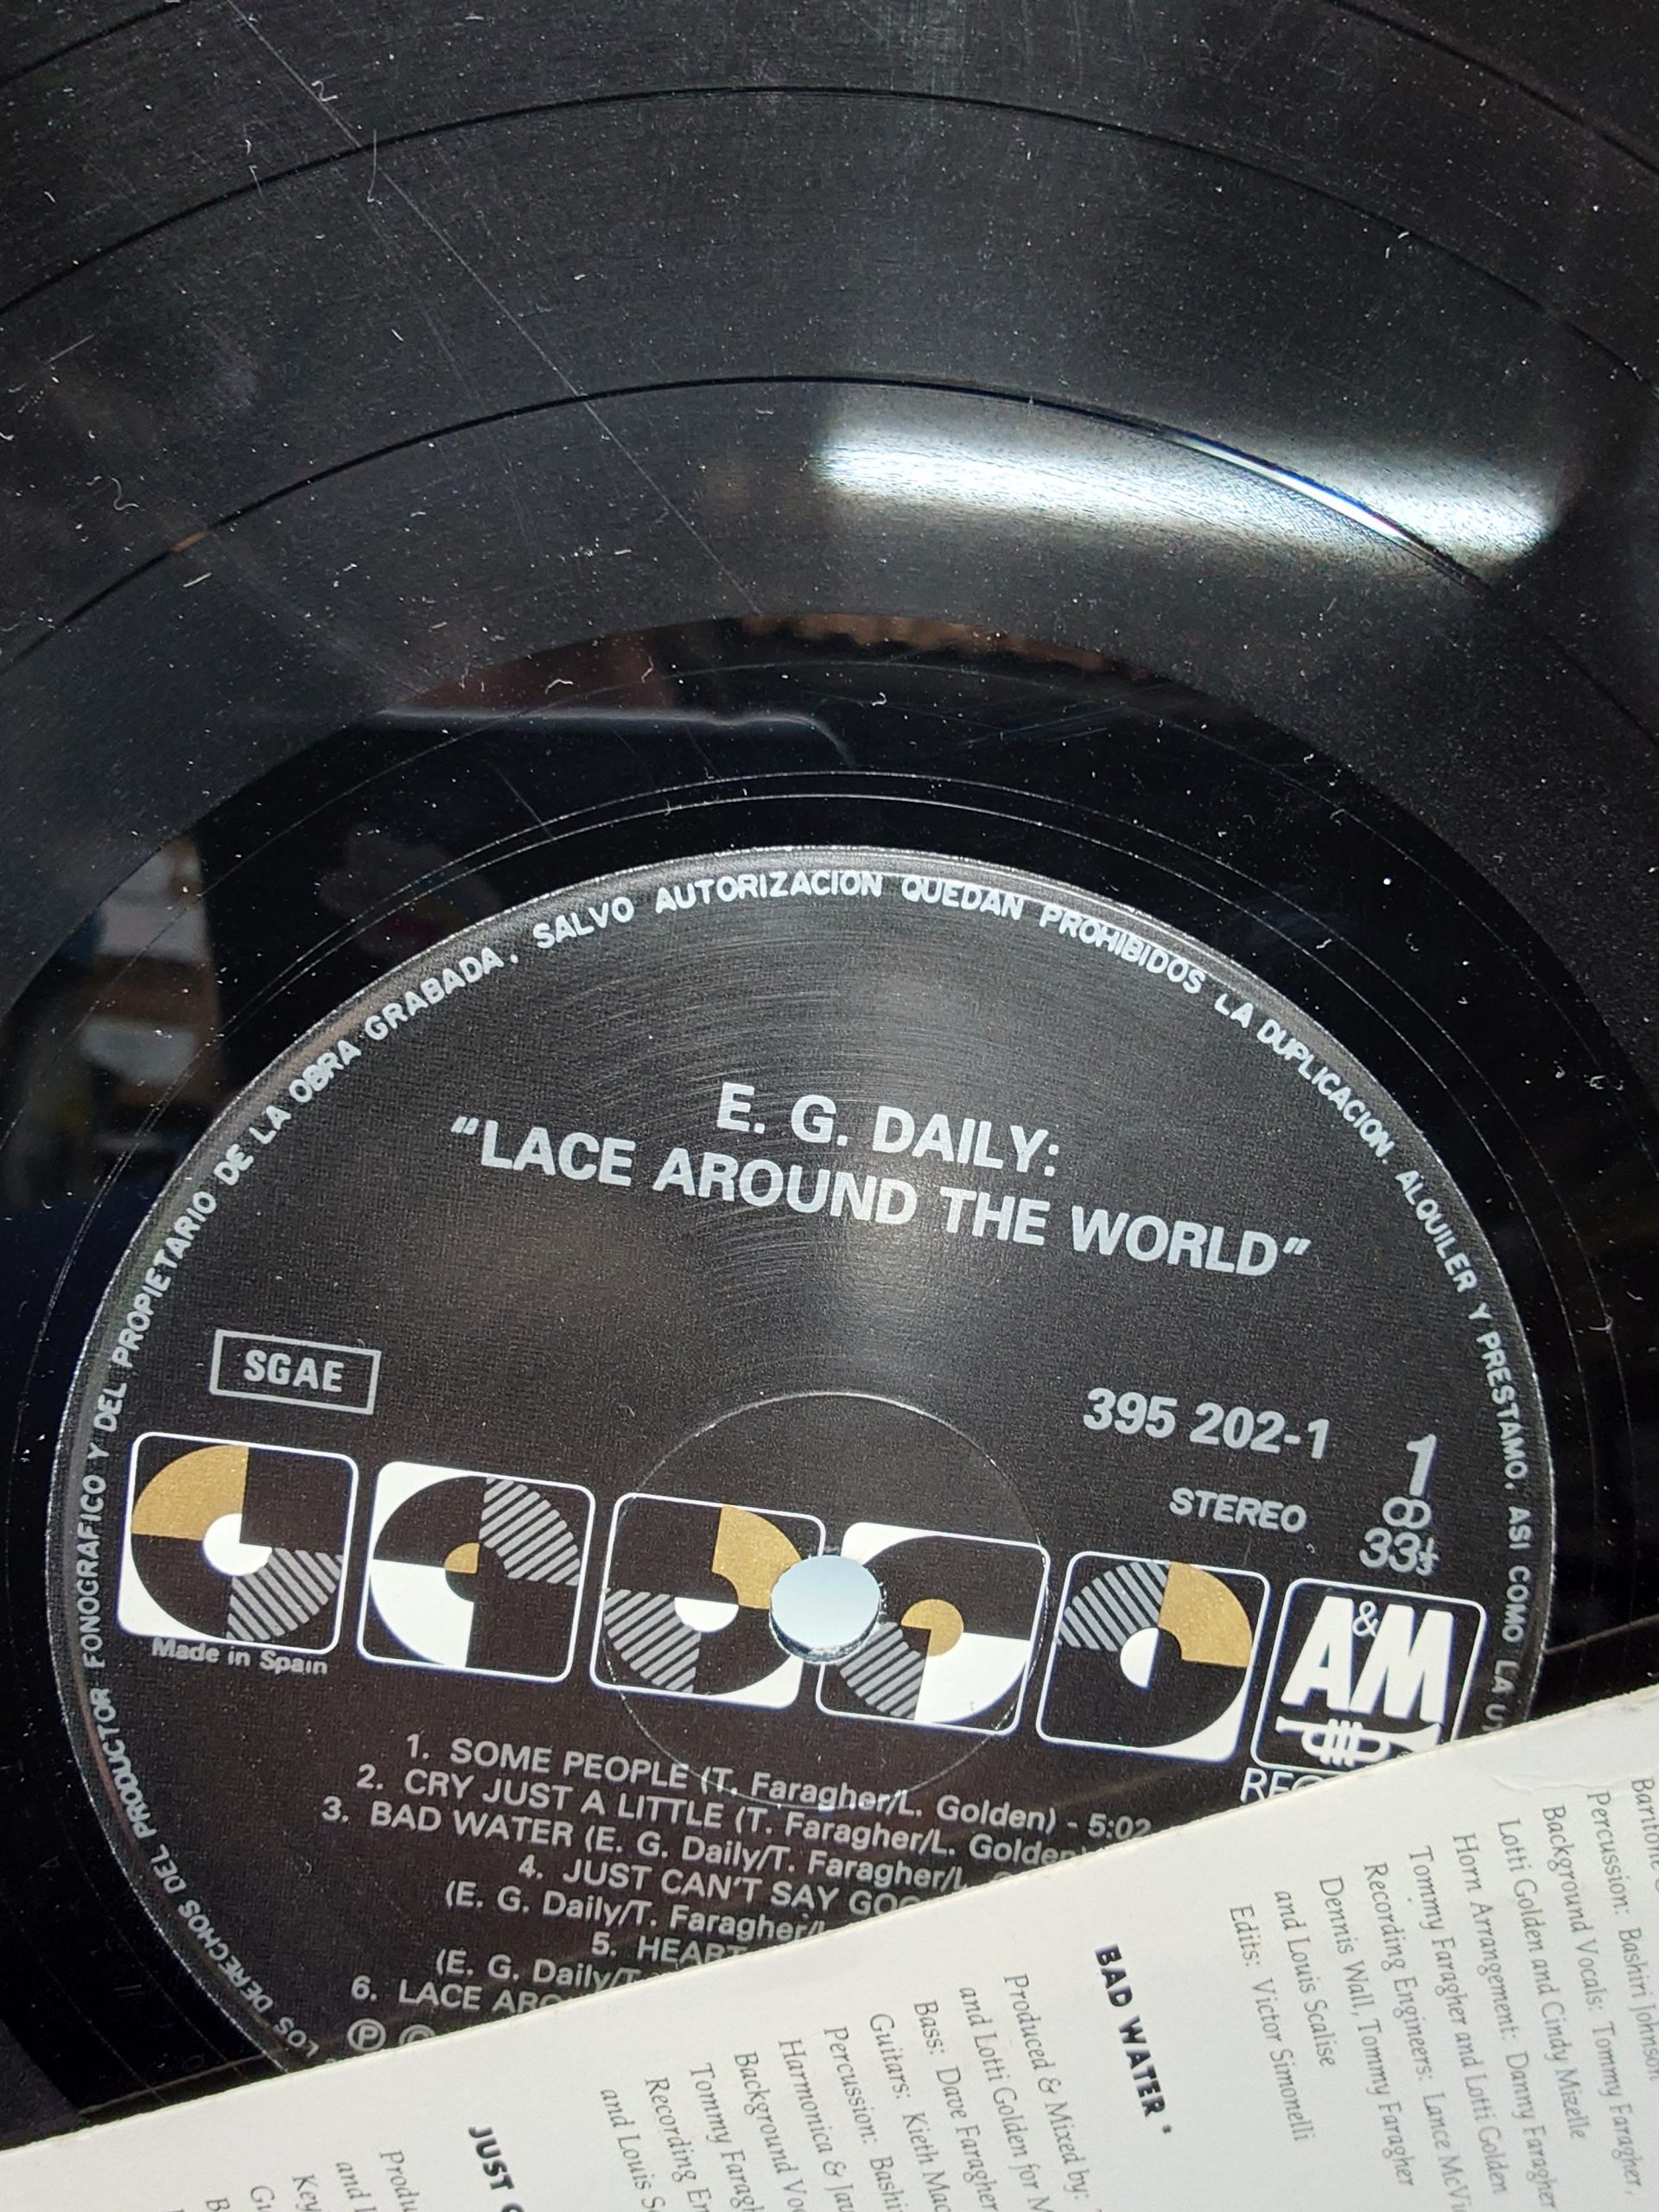 LOS DERECHOS DEL PRODUCTOR FONOGRAFICO Y DEL PROPIETARIO DE LA OBRA GRABADA. SALVO AUTORIZACION QUEDAN PROHIBIDOS LA DUPLICACION. ALQUILER Y PRESTAMO. ASI COMO LA
E. G. DAILY:
"LACE AROUND THE WORLD"
SGAE
395 202-1
1
STEREO
33⅓
Made in Spain
A&M
1. SOME PEOPLE (T. Faragher/L. Golden) - 5:02
2. CRY JUST A LITTLE (T. Faragher/L. Golden
3. BAD WATER (E. G. Daily/T. Faragher/L.
4. JUST CAN'T SAY
(E. G. Daily/T. Faragher/
5. HEART
(E. G. Daily/T.
6. LACE
Ⓟ
Percussion: Bashiri Johnson
Background Vocals: Tommy Faragher,
Lotti Golden and Cindy Mizelle
Horn Arrangement: Danny Faragher
Tommy Faragher and Lotti Golden
Recording Engineers: Lance
Dennis Wall, Tommy Faragher
and Louis Scalise
Edits: Victor Simonelli
BAD WATER *
Produced & Mixed by:
and Lotti Golden for
Bass: Dave Faragher
Guitars: Kieth
Percussion:
Harmonica &
Background
Tommy
Recording
and Louis
JUST